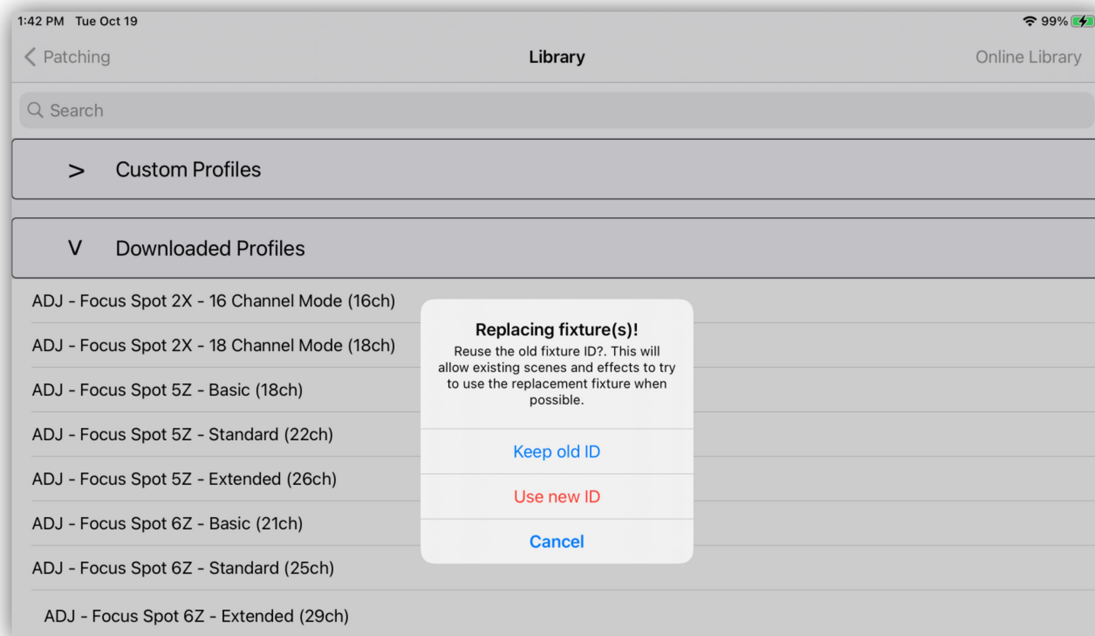 1:42 PM Tue Oct 19
99%
Patching
Library
Online Library
Search
> Custom Profiles
V Downloaded Profiles
ADJ - Focus Spot 2X - 16 Channel Mode (16ch)
ADJ - Focus Spot 2X - 18 Channel Mode (18ch)
ADJ - Focus Spot 5Z - Basic (18ch)
ADJ - Focus Spot 5Z - Standard (22ch)
ADJ - Focus Spot 5Z - Extended (26ch)
ADJ - Focus Spot 6Z - Basic (21ch)
ADJ - Focus Spot 6Z - Standard (25ch)
ADJ - Focus Spot 6Z - Extended (29ch)
Replacing fixture(s)!
Reuse the old fixture ID?. This will
allow existing scenes and effects to try
to use the replacement fixture when
possible.
Keep old ID
Use new ID
Cancel